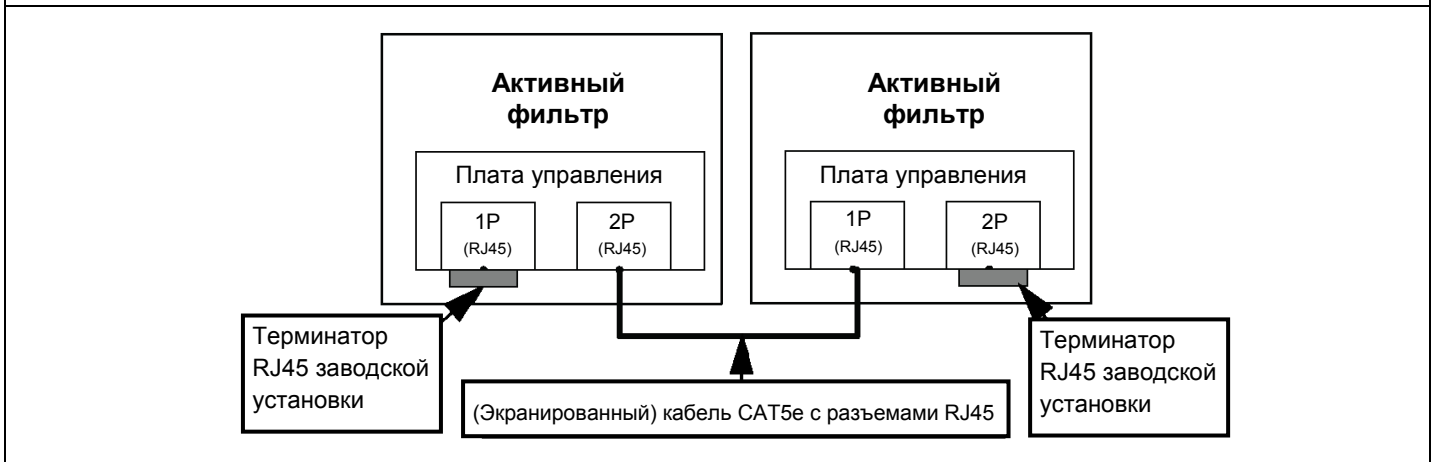 Активный
фильтр
Плата управления
1P
(RJ45)
2P
(RJ45)
Активный
фильтр
Плата управления
1P
(RJ45)
2P
(RJ45)
Терминатор
RJ45 заводской
установки
(Экранированный) кабель CAT5e с разъемами RJ45
Терминатор
RJ45 заводской
установки